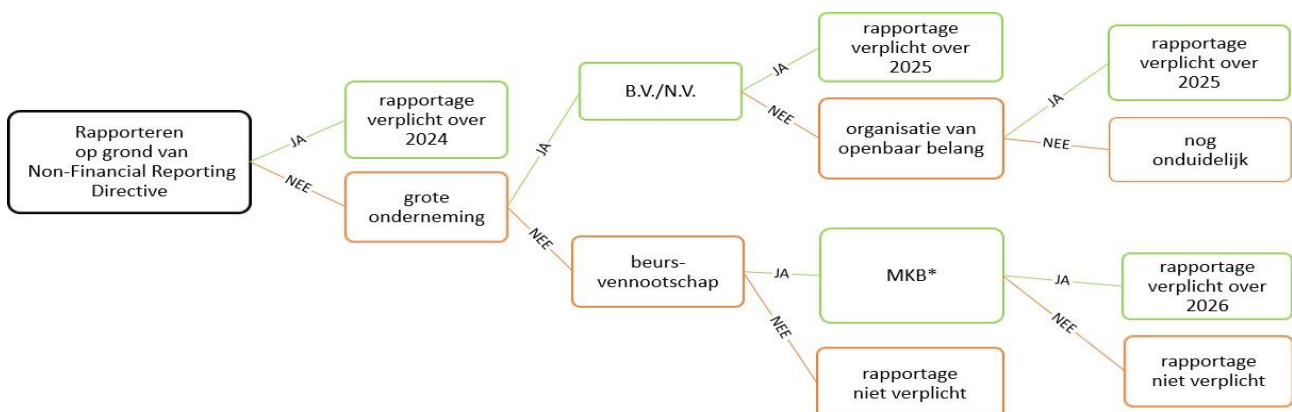 Rapporteren
op grond van
Non-Financial Reporting
Directive
JA
NEE
rapportage
verplicht over
2024
grote
onderneming
JA
NEE
B.V./N.V.
JA
NEE
rapportage
verplicht over
2025
organisatie van
openbaar belang
JA
NEE
rapportage
verplicht over
2025
nog
onduidelijk
beurs-
vennootschap
JA
NEE
MKB*
JA
NEE
rapportage
verplicht over
2026
rapportage
niet verplicht
rapportage
niet verplicht